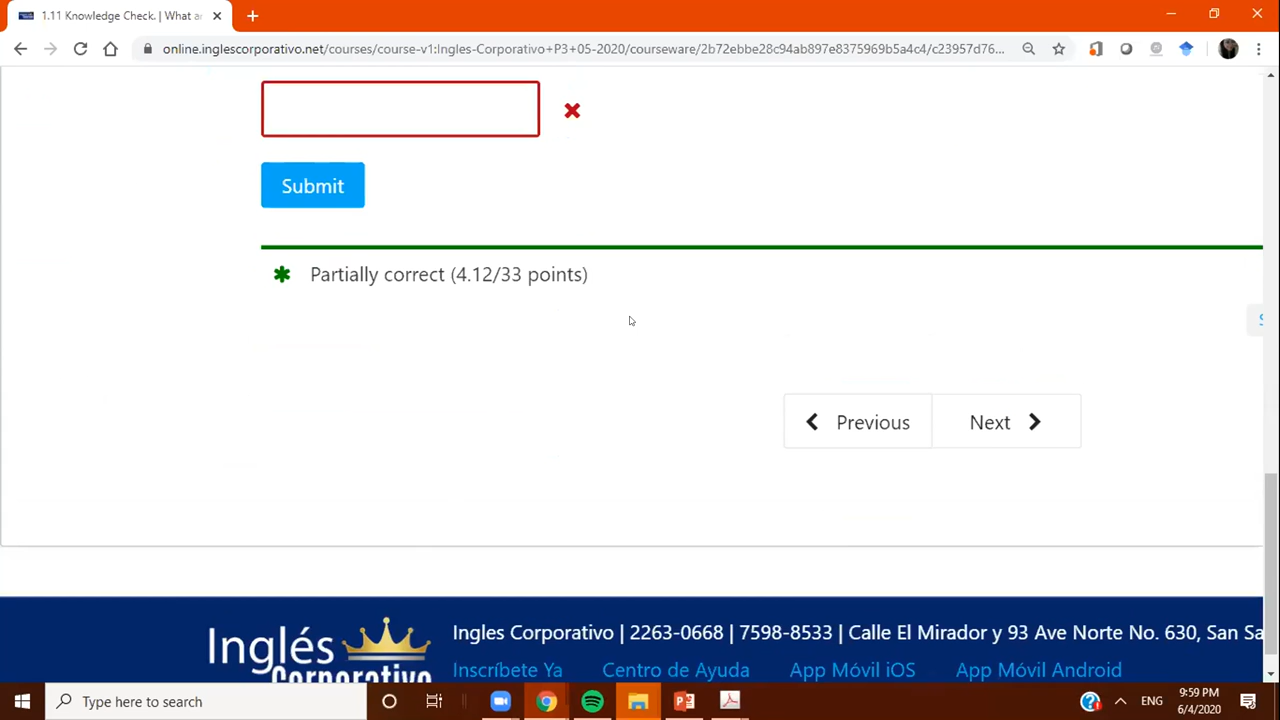 1.11 Knowledge Check. | What ar
online.inglescorporativo.net/courses/course-v1:Ingles-Corporativo+P3+05-2020/courseware/2b72ebbe28c94ab897e8375969b5a4c4/c23957d76...
Submit
Partially correct (4.12/33 points)
S
Previous
Next
Inglés
Corporativo
Ingles Corporativo | 2263-0668 | 7598-8533 | Calle El Mirador y 93 Ave Norte No. 630, San Sa
Inscríbete Ya
Centro de Ayuda
App Móvil iOS
App Móvil Android
Type here to search
ENG
9:59 PM
6/4/2020